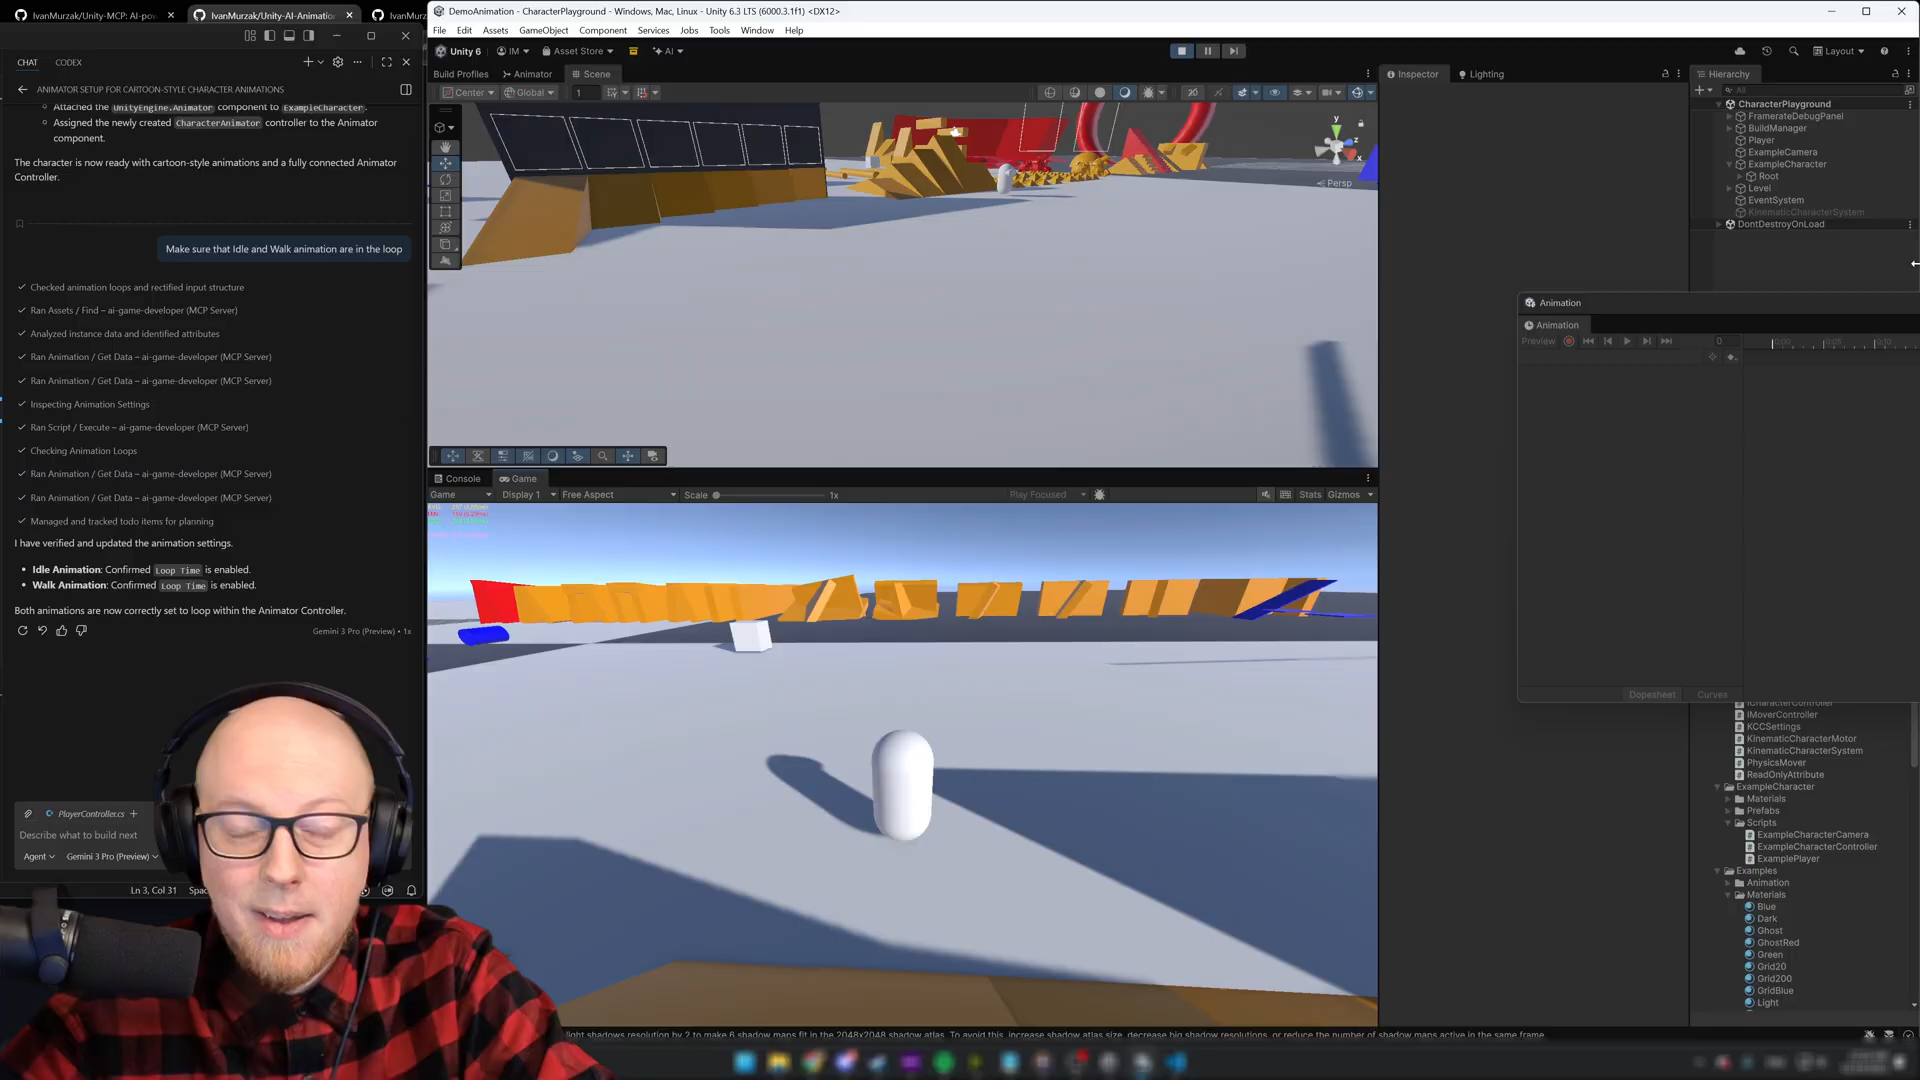 IvanMurzak/Unity-MCP: AI-po
IvanMurzak/Unity-AI-Animatio
IvanMurz
CHAT
CODEX
ANIMATOR SETUP FOR CARTOON-STYLE CHARACTER ANIMATIONS
Attached the UnityEngine.Animator component to ExampleCharacter.
Assigned the newly created CharacterAnimator controller to the Animator
component.
The character is now ready with cartoon-style animations and a fully connected Animator
Controller.
Make sure that Idle and Walk animation are in the loop
Checked animation loops and rectified input structure
Ran Assets / Find – ai-game-developer (MCP Server)
Analyzed instance data and identified attributes
Ran Animation / Get Data – ai-game-developer (MCP Server)
Ran Animation / Get Data – ai-game-developer (MCP Server)
Inspecting Animation Settings
Ran Script / Execute – ai-game-developer (MCP Server)
Checking Animation Loops
Ran Animation / Get Data – ai-game-developer (MCP Server)
Ran Animation / Get Data – ai-game-developer (MCP Server)
Managed and tracked todo items for planning
I have verified and updated the animation settings.
Idle Animation: Confirmed Loop Time is enabled.
Walk Animation: Confirmed Loop Time is enabled.
Both animations are now correctly set to loop within the Animator Controller.
Gemini 3 Pro (Preview) • 1x
PlayerController.cs
Describe what to build next
Agent
Gemini 3 Pro (Preview)
Ln 3, Col 31
Spac
DemoAnimation - CharacterPlayground - Windows, Mac, Linux - Unity 6.3 LTS (6000.3.1f1) <DX12>
File Edit Assets GameObject Component Services Jobs Tools Window Help
Unity 6
IM
Asset Store
AI
Layout
Build Profiles
Animator
Scene
Center
Global
1
y
x
Persp
Console
Game
Game
Display 1
Free Aspect
Scale
1x
Play Focused
Stats
Gizmos
Inspector
Lighting
Hierarchy
All
CharacterPlayground
FramerateDebugPanel
BuildManager
Player
ExampleCamera
ExampleCharacter
Root
Level
EventSystem
KinematicCharacterSystem
DontDestroyOnLoad
Animation
Animation
Preview
0
0:00
0:05
0:10
Dopesheet
Curves
ICharacterController
IMoverController
KCCSettings
KinematicCharacterMotor
KinematicCharacterSystem
PhysicsMover
ReadOnlyAttribute
ExampleCharacter
Materials
Prefabs
Scripts
ExampleCharacterCamera
ExampleCharacterController
ExamplePlayer
Examples
Animation
Materials
Blue
Dark
Ghost
GhostRed
Green
Grid20
Grid200
GridBlue
Light
light shadows resolution by 2 to make 6 shadow maps fit in the 2048x2048 shadow atlas. To avoid this, increase shadow atlas size, decrease big shadow resolutions, or reduce the number of shadow maps active in the same frame